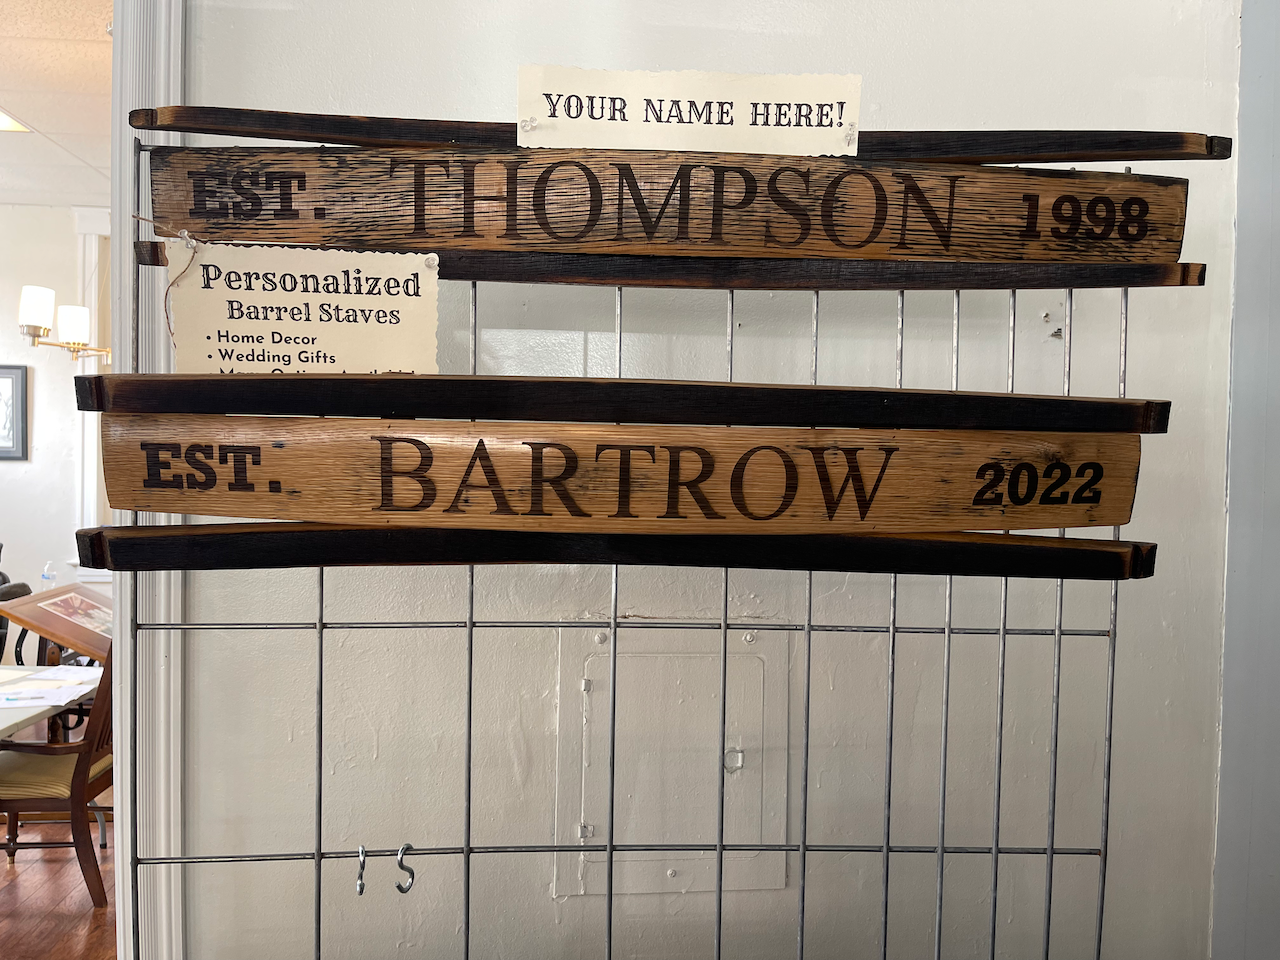 YOUR NAME HERE!
EST. THOMPSON 1998
Personalized
Barrel Staves
• Home Decor
• Wedding Gifts
EST. BARTROW 2022